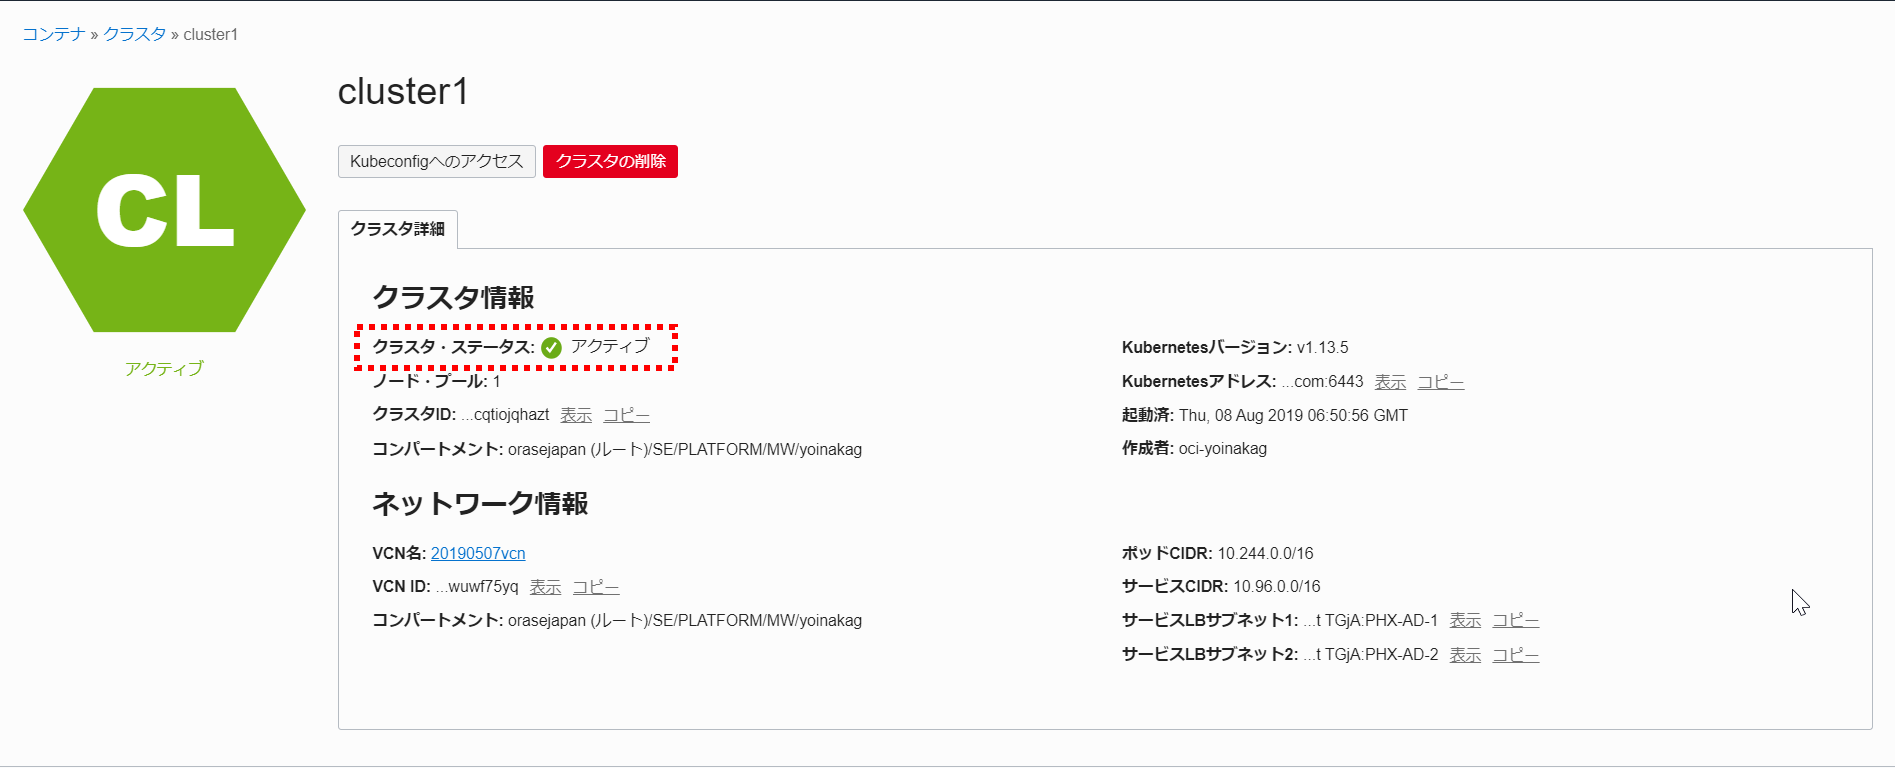 コンテナ » クラスタ » cluster1
CL
アクティブ
cluster1
Kubeconfigへのアクセス クラスタの削除
クラスタ詳細
クラスタ情報
クラスタ・ステータス: アクティブ
ノード・プール: 1
クラスタID: ...cqtiojqhazt 表示 コピー
コンパートメント: orasejapan (ルート)/SE/PLATFORM/MW/yoinakag
Kubernetesバージョン: v1.13.5
Kubernetesアドレス: ...com:6443 表示 コピー
起動済: Thu, 08 Aug 2019 06:50:56 GMT
作成者: oci-yoinakag
ネットワーク情報
VCN名: 20190507vcn
VCN ID: ...wuwf75yq 表示 コピー
コンパートメント: orasejapan (ルート)/SE/PLATFORM/MW/yoinakag
ポッドCIDR: 10.244.0.0/16
サービスCIDR: 10.96.0.0/16
サービスLBサブネット1: ...t TGjA:PHX-AD-1 表示 コピー
サービスLBサブネット2: ...t TGjA:PHX-AD-2 表示 コピー